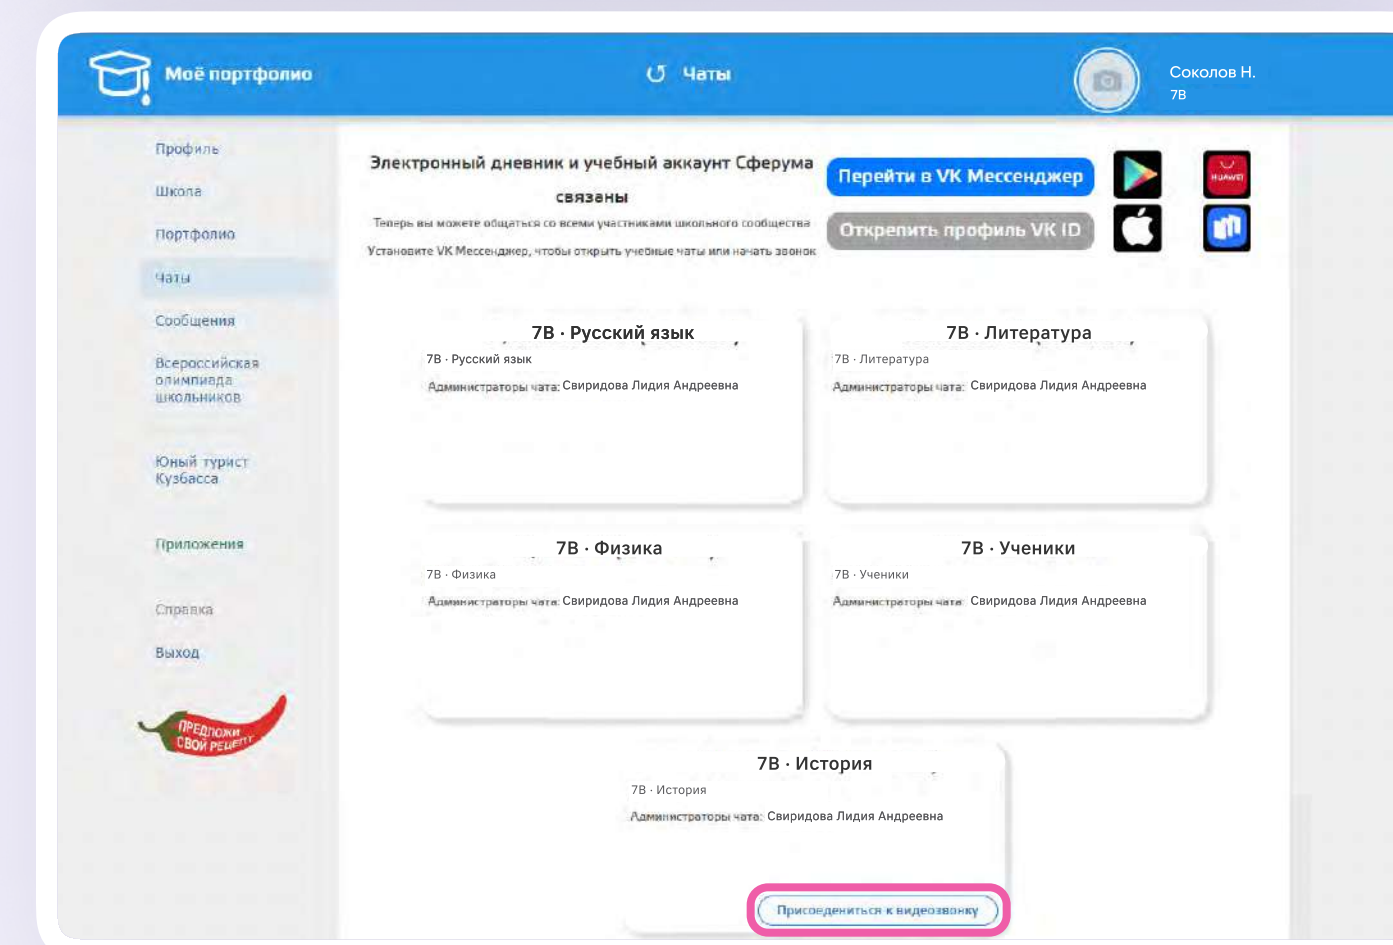 Моё портфолио
Чаты
Соколов Н.
7В
Профиль
Школа
Портфолио
Чаты
Сообщения
Всероссийская
олимпиада
школьников
Юный турист
Кузбасса
Приложения
Справка
Выход
ПРЕДЛОЖИ
СВОЙ РЕЦЕПТ
Электронный дневник и учебный аккаунт Сферума
связаны
Теперь вы можете общаться со всеми участниками школьного сообщества
Установите VK Мессенджер, чтобы открыть учебные чаты или начать звонок
Перейти в VK Мессенджер
Открепить профиль VK ID
HUAWEI
7В · Русский язык
7В · Русский язык
Администраторы чата: Свиридова Лидия Андреевна
7В · Литература
7В · Литература
Администраторы чата: Свиридова Лидия Андреевна
7В · Физика
7В · Физика
Администраторы чата: Свиридова Лидия Андреевна
7В · Ученики
7В · Ученики
Администраторы чата: Свиридова Лидия Андреевна
7В · История
7В · История
Администраторы чата: Свиридова Лидия Андреевна
Присоедениться к видеозвонку